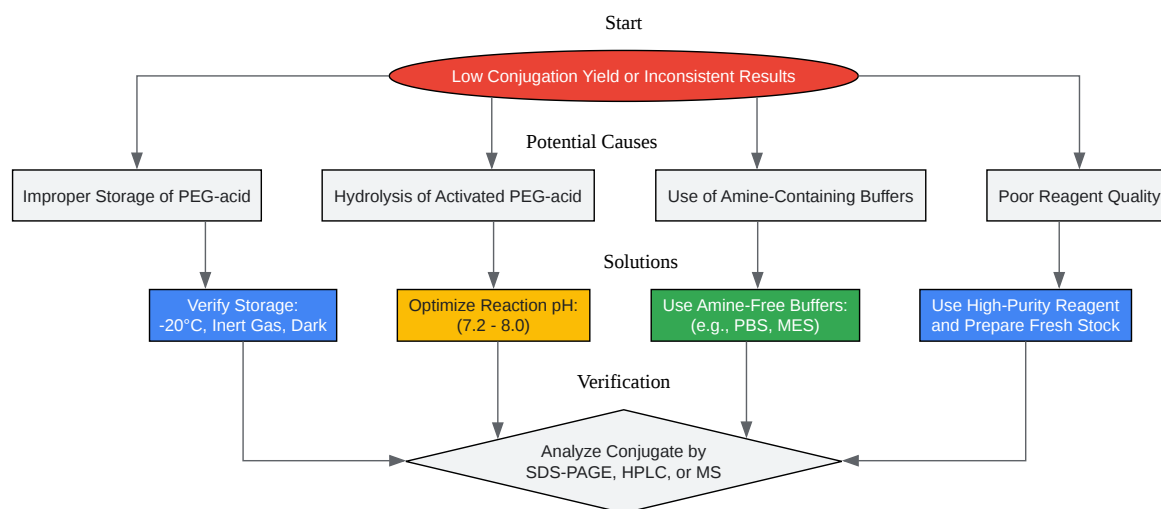 Start
Low Conjugation Yield or Inconsistent Results
Potential Causes
Improper Storage of PEG-acid
Hydrolysis of Activated PEG-acid
Use of Amine-Containing Buffers
Poor Reagent Quality
Solutions
Verify Storage:
-20°C, Inert Gas, Dark
Optimize Reaction pH:
(7.2 - 8.0)
Use Amine-Free Buffers:
(e.g., PBS, MES)
Use High-Purity Reagent
and Prepare Fresh Stock
Verification
Analyze Conjugate by
SDS-PAGE, HPLC, or MS